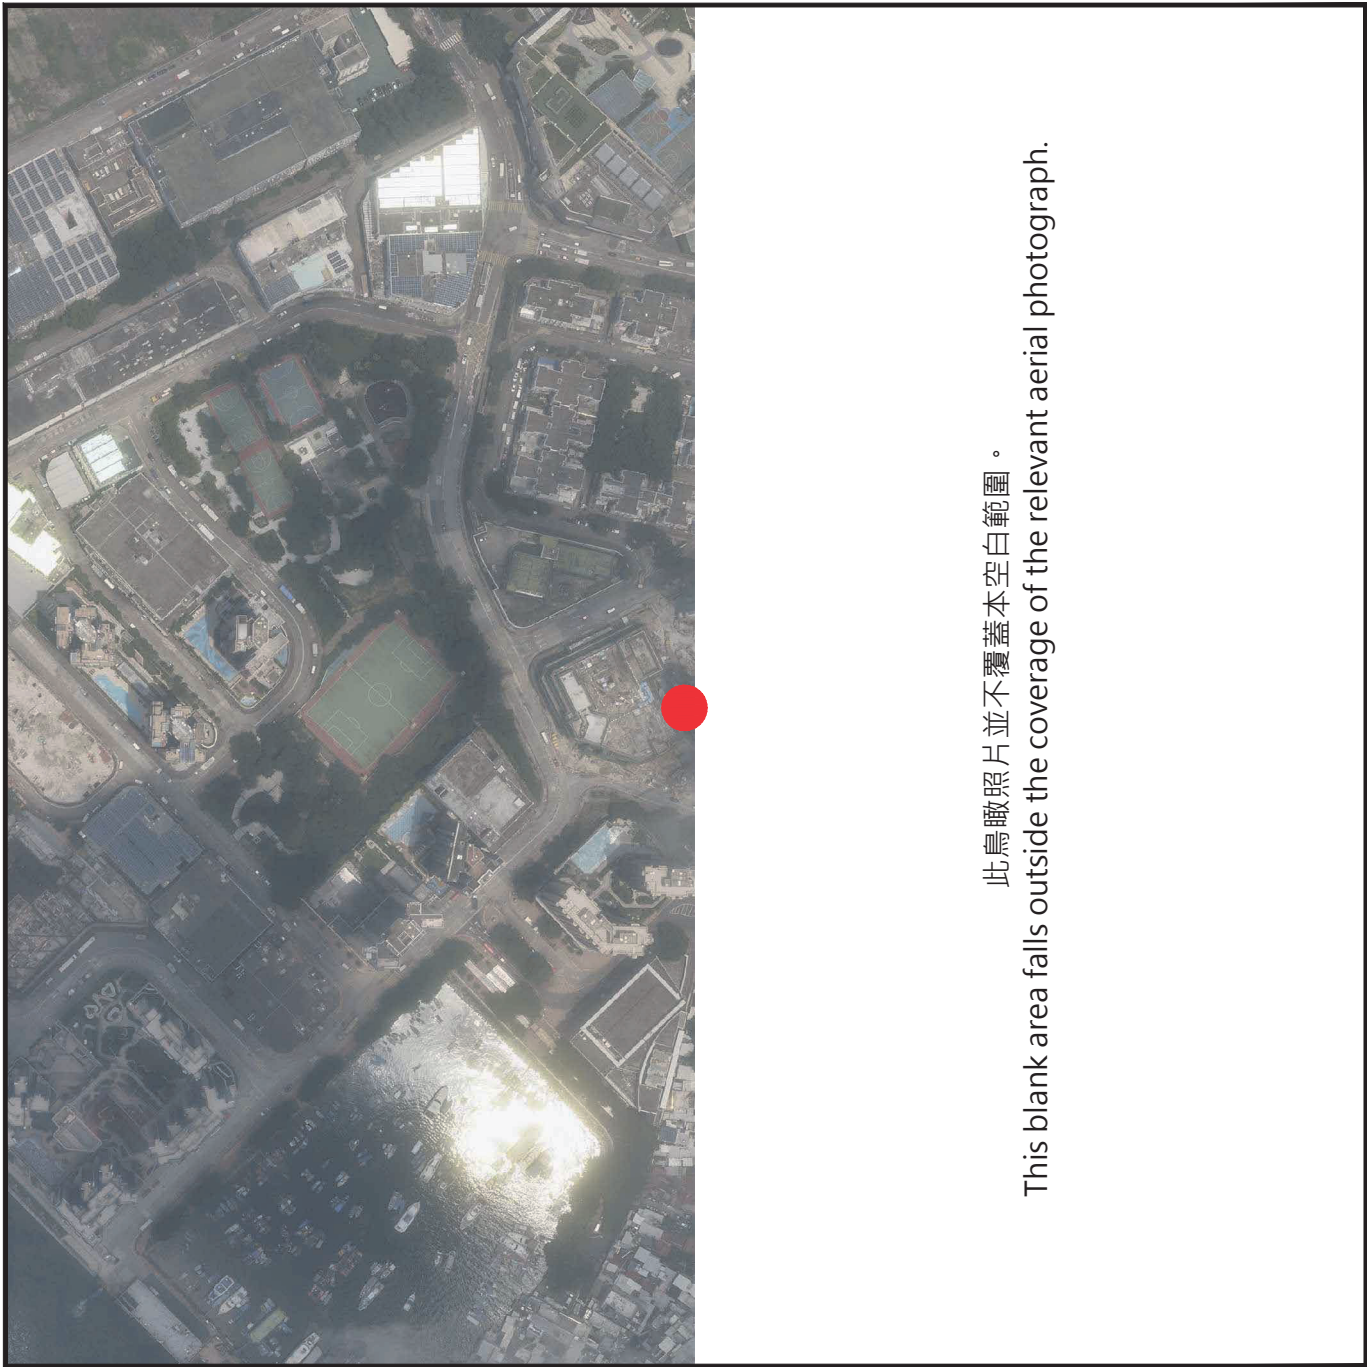 此鳥瞰照片並不覆蓋本空白範圍。
This blank area falls outside the coverage of the relevant aerial photograph.